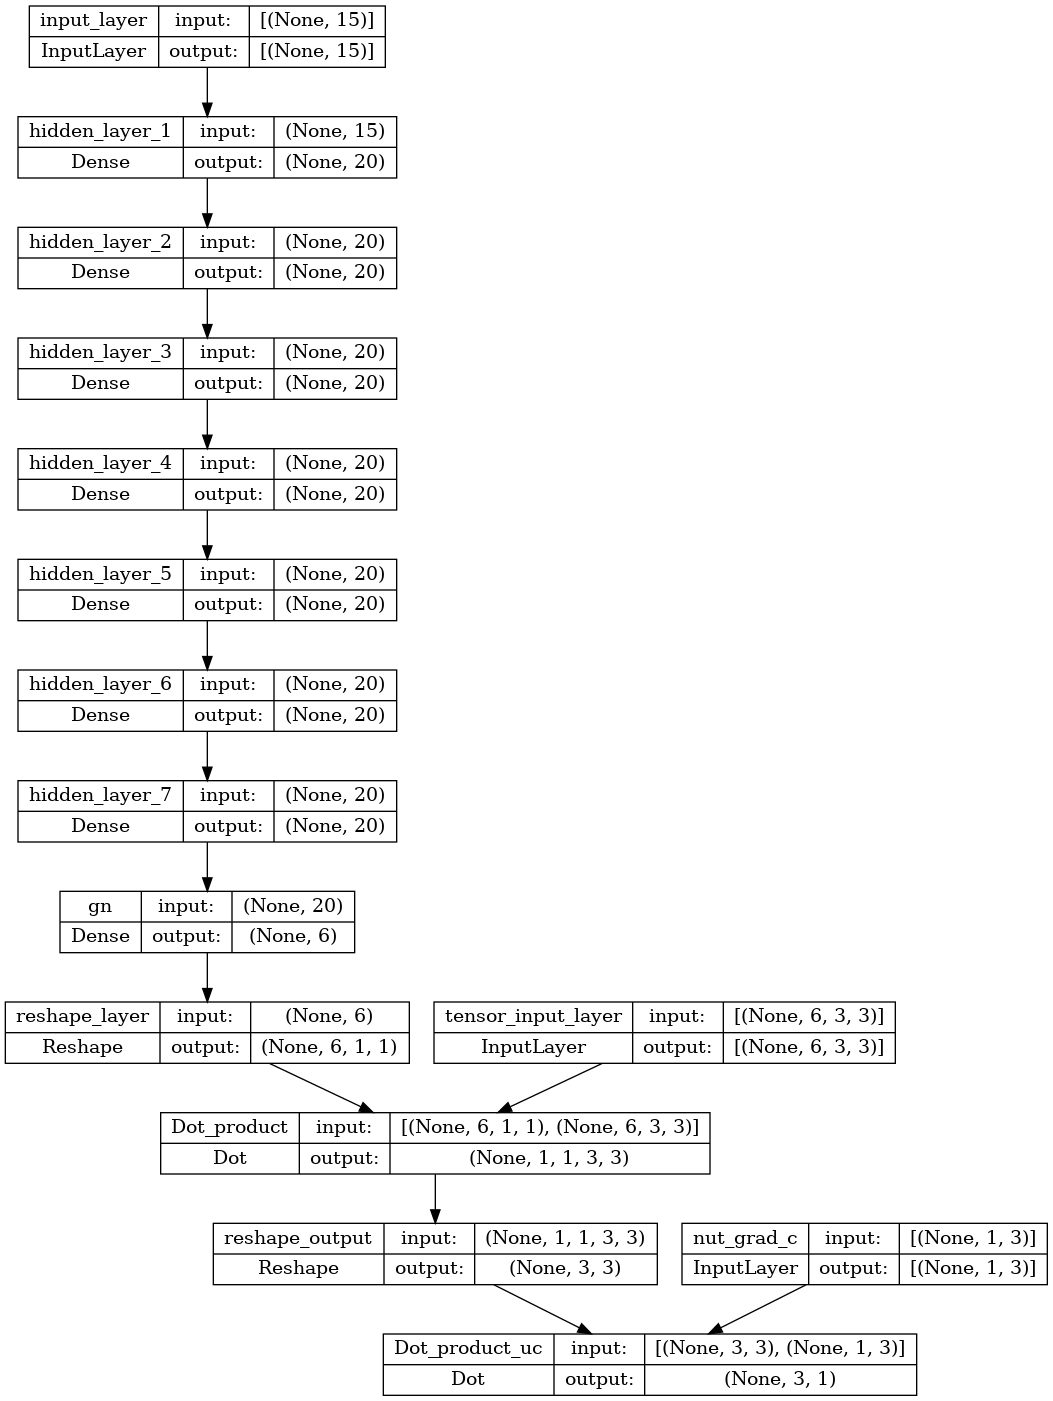 input_layer input: [(None, 15)]
InputLayer output: [(None, 15)]
hidden_layer_1 input: (None, 15)
Dense output: (None, 20)
hidden_layer_2 input: (None, 20)
Dense output: (None, 20)
hidden_layer_3 input: (None, 20)
Dense output: (None, 20)
hidden_layer_4 input: (None, 20)
Dense output: (None, 20)
hidden_layer_5 input: (None, 20)
Dense output: (None, 20)
hidden_layer_6 input: (None, 20)
Dense output: (None, 20)
hidden_layer_7 input: (None, 20)
Dense output: (None, 20)
gn input: (None, 20)
Dense output: (None, 6)
reshape_layer input: (None, 6)
Reshape output: (None, 6, 1, 1)
tensor_input_layer input: [(None, 6, 3, 3)]
InputLayer output: [(None, 6, 3, 3)]
Dot_product input: [(None, 6, 1, 1), (None, 6, 3, 3)]
Dot output: (None, 1, 1, 3, 3)
reshape_output input: (None, 1, 1, 3, 3)
Reshape output: (None, 3, 3)
nut_grad_c input: [(None, 1, 3)]
InputLayer output: [(None, 1, 3)]
Dot_product_uc input: [(None, 3, 3), (None, 1, 3)]
Dot output: (None, 3, 1)